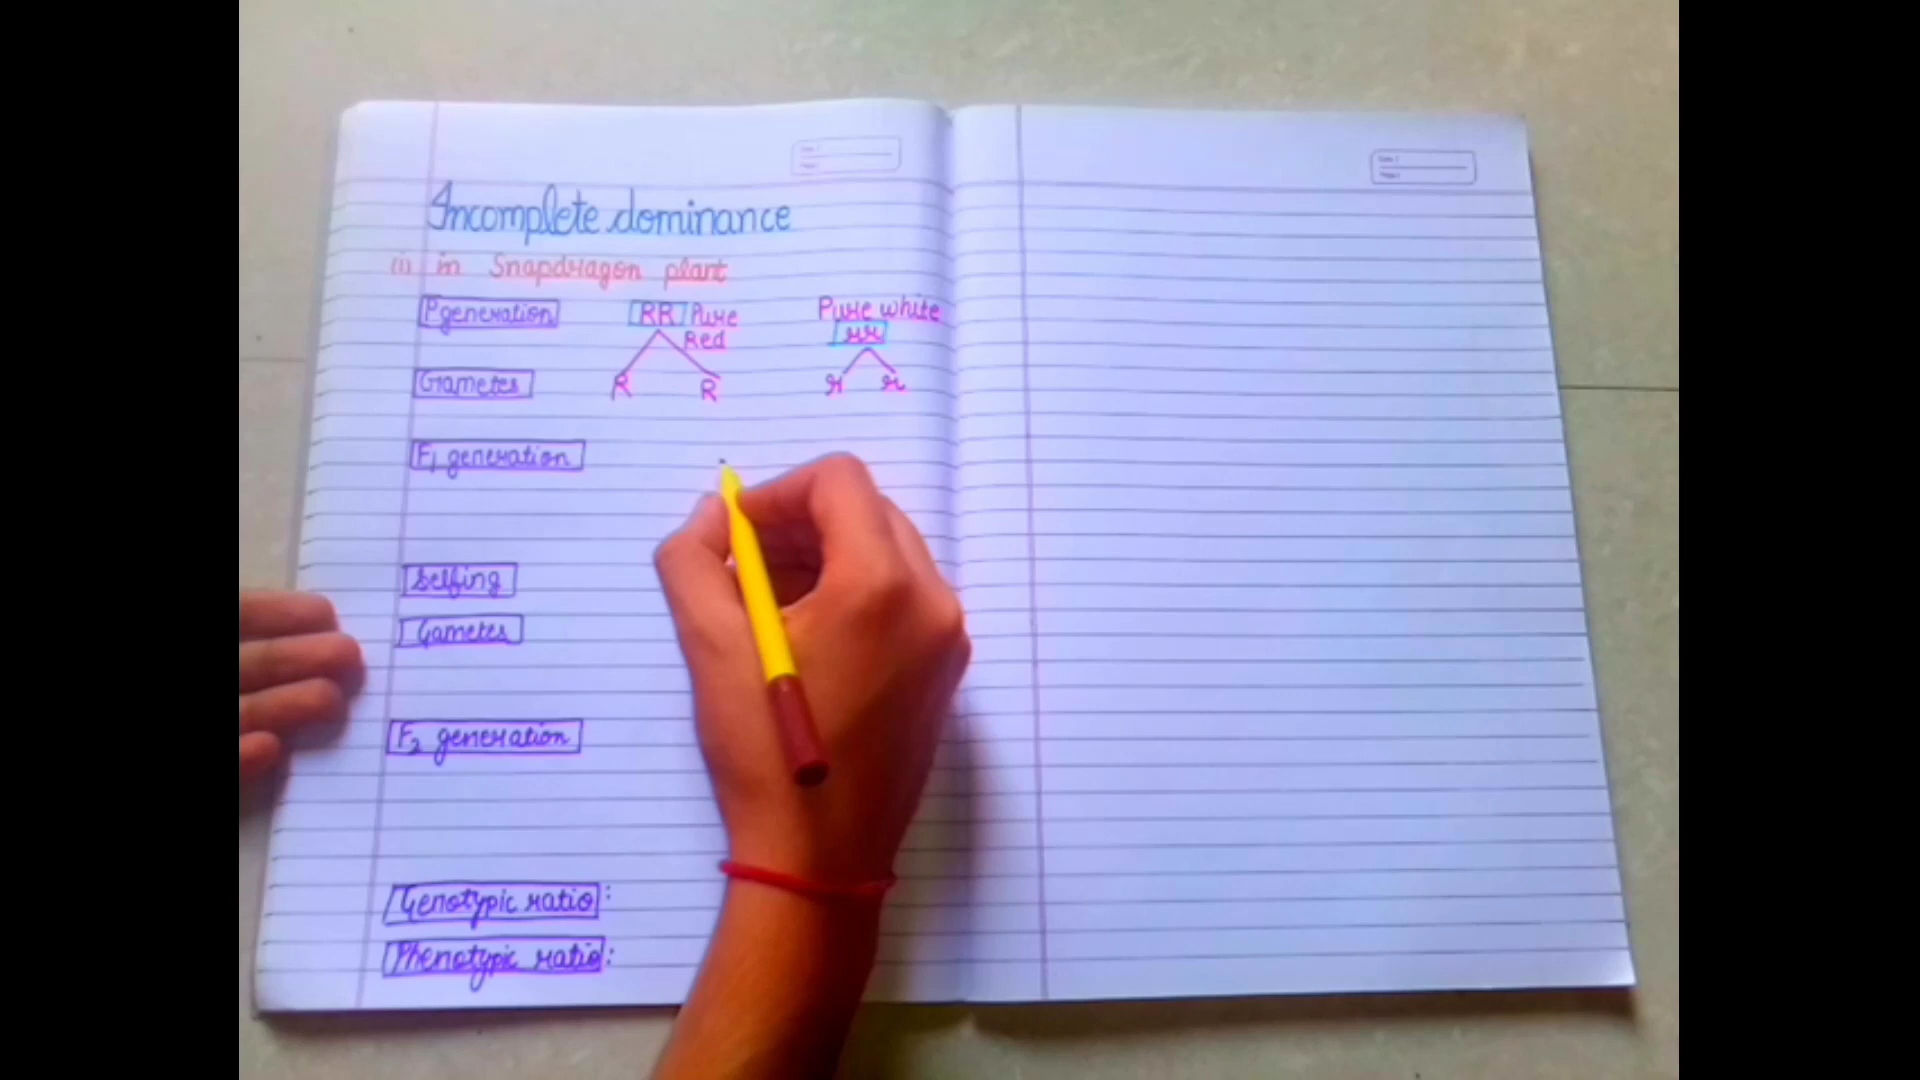 Incomplete dominance
(i) in Snapdragon plant
P generation RR Pure Red Pure white rr
Gametes R R r r
F1 generation
Selfing
Gametes
F2 generation
Genotypic ratio:
Phenotypic ratio: